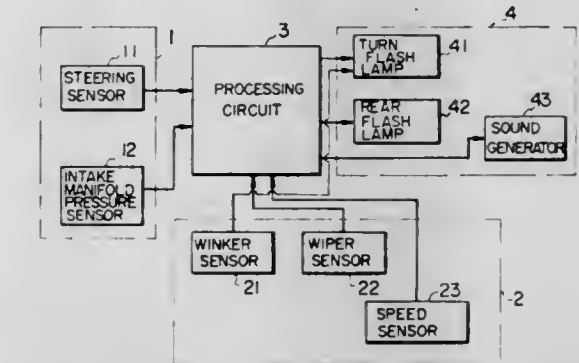 11
1
3
4
STEERING
SENSOR
PROCESSING
CIRCUIT
TURN
FLASH
LAMP
41
REAR
FLASH
LAMP
42
43
SOUND
GENERATOR
12
INTAKE
MANIFOLD
PRESSURE
SENSOR
WINKER
SENSOR
21
WIPER
SENSOR
22
23
SPEED
SENSOR
2